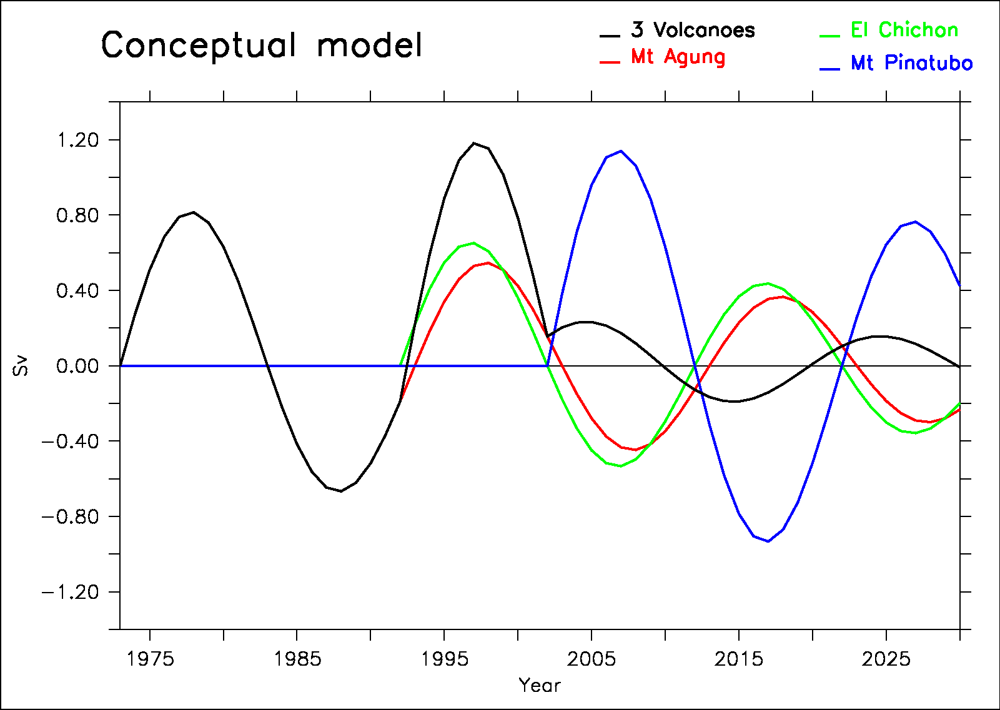 Conceptual model
3 Volcanoes
El Chichon
Mt Agung
Mt Pinatubo
1.20
0.80
0.40
0.00
−0.40
−0.80
−1.20
Sv
1975 1985 1995 2005 2015 2025
Year